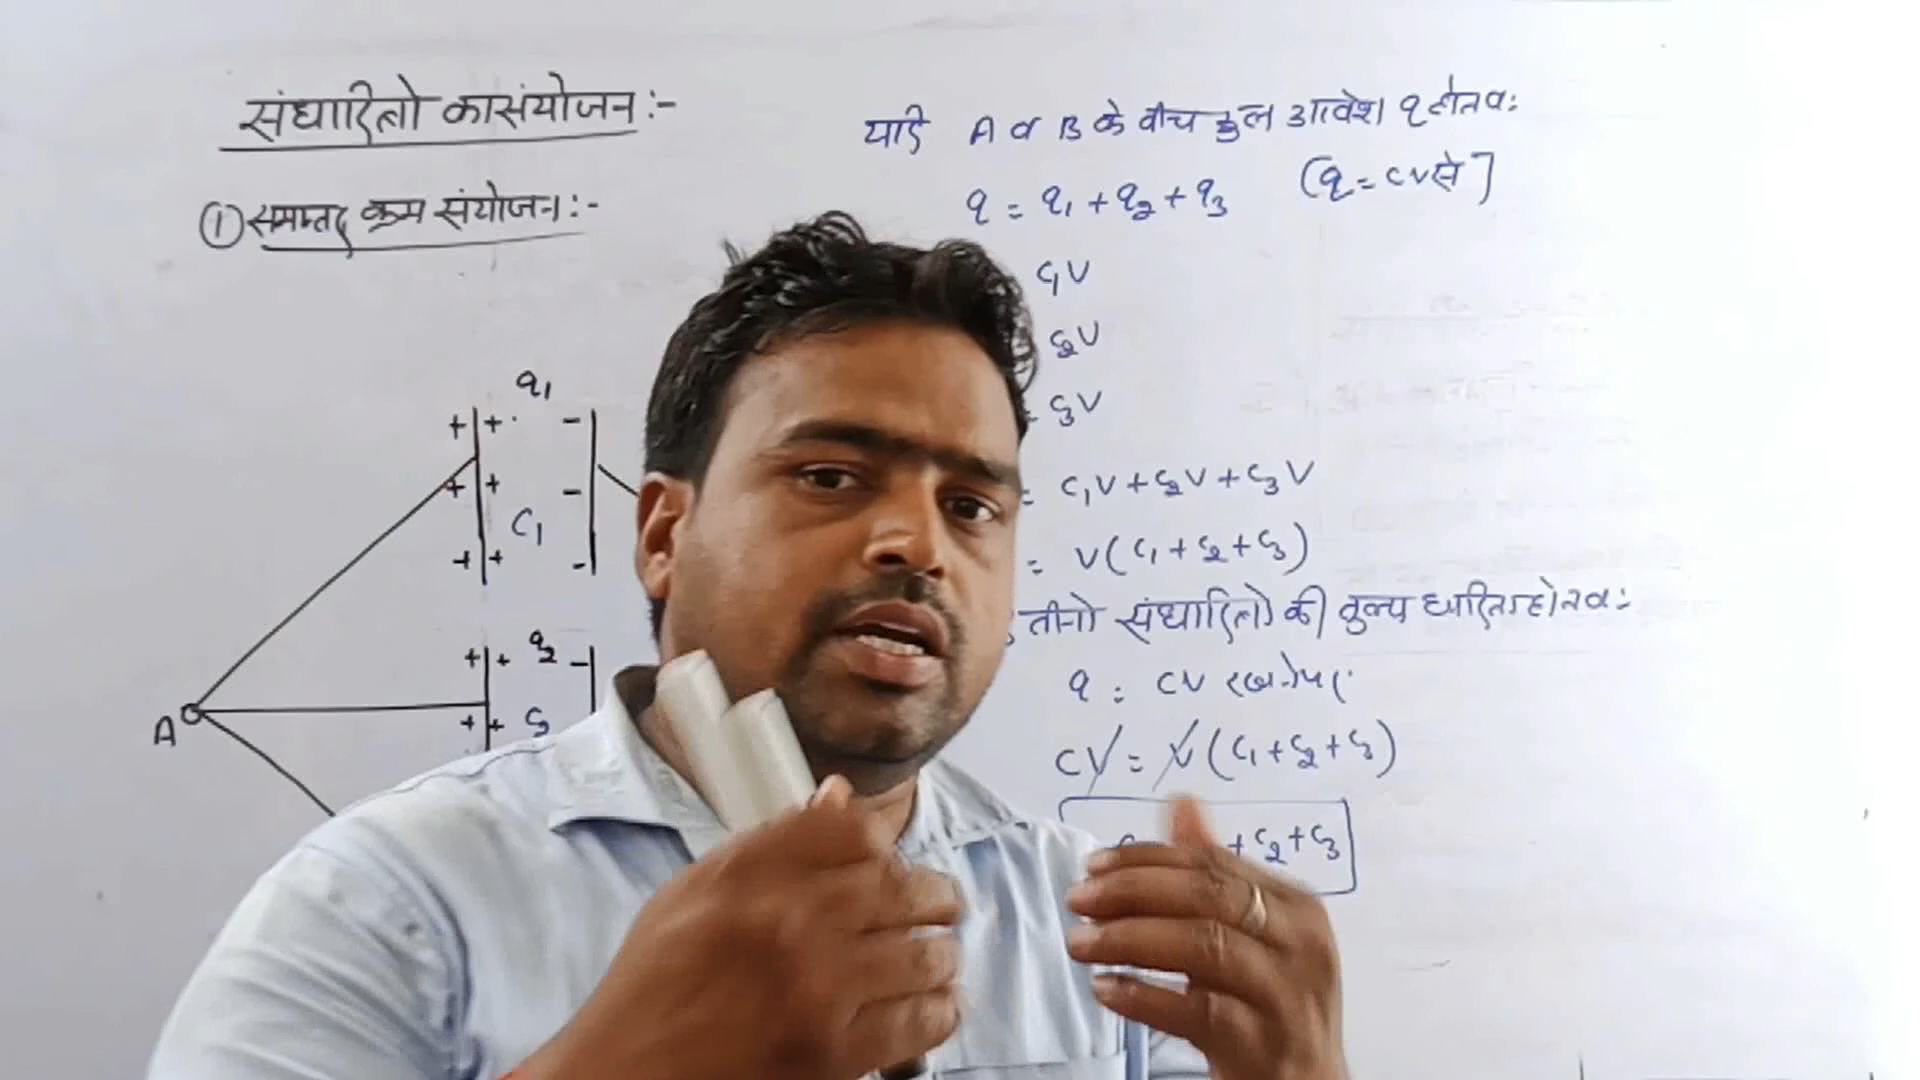 संधारित्रो का संयोजन :-
① समान्तर क्रम संयोजन :-
q₁
+ + -
+ + -
C₁
+ + -
q₂
+ + -
A
+ + C₂
यदि A व B के बीच कुल आवेश q हो तब :
q = q₁ + q₂ + q₃ [q = CV से]
C₁V
C₂V
= C₃V
= C₁V + C₂V + C₃V
= V(C₁ + C₂ + C₃)
तीनो संधारित्रो की तुल्य धारिता हो तब :
q = CV रखने पर
CV = V(C₁ + C₂ + C₃)
+ C₂ + C₃